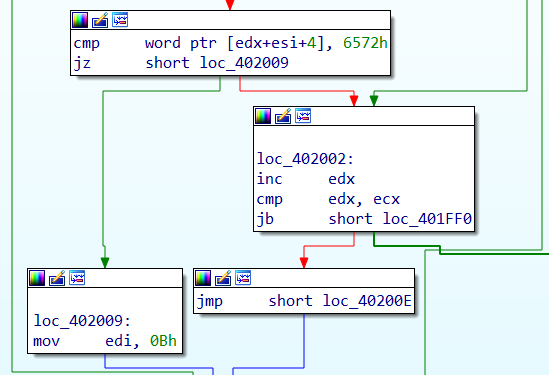 cmp     word ptr [edx+esi+4], 6572h
jz      short loc_402009
loc_402002:
inc     edx
cmp     edx, ecx
jb      short loc_401FF0
loc_402009:
mov     edi, 0Bh
jmp     short loc_40200E